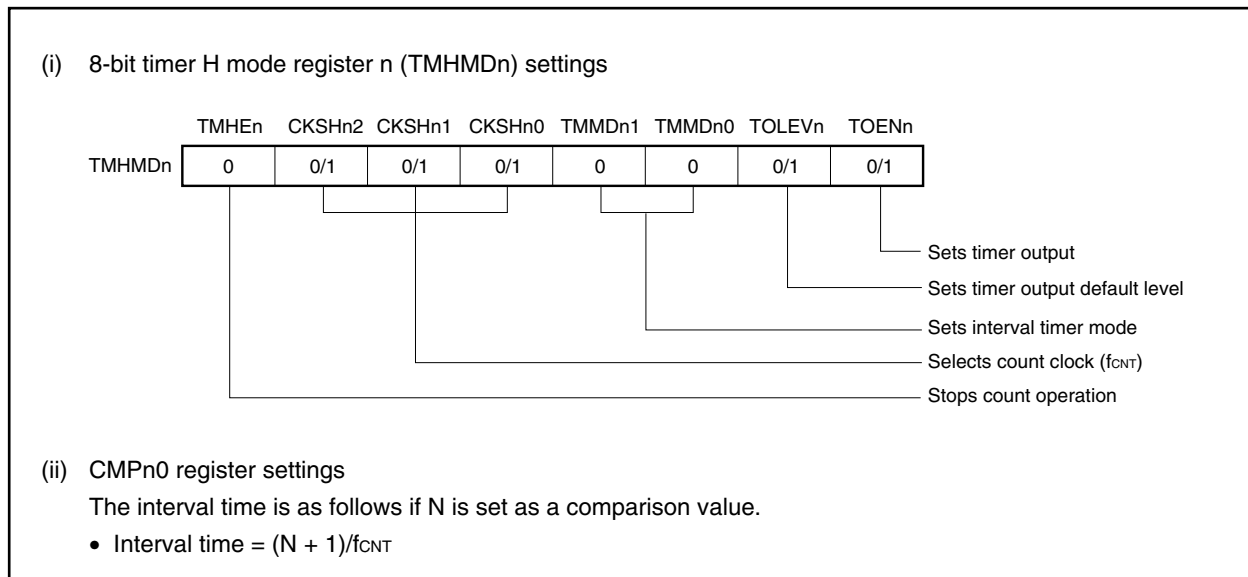 (i) 8-bit timer H mode register n (TMHMDn) settings
TMHEn CKSHn2 CKSHn1 CKSHn0 TMMDn1 TMMDn0 TOLEVn TOENn
TMHMDn 0 0/1 0/1 0/1 0 0 0/1 0/1
Sets timer output
Sets timer output default level
Sets interval timer mode
Selects count clock (fCNT)
Stops count operation
(ii) CMPn0 register settings
The interval time is as follows if N is set as a comparison value.
• Interval time = (N + 1)/fCNT